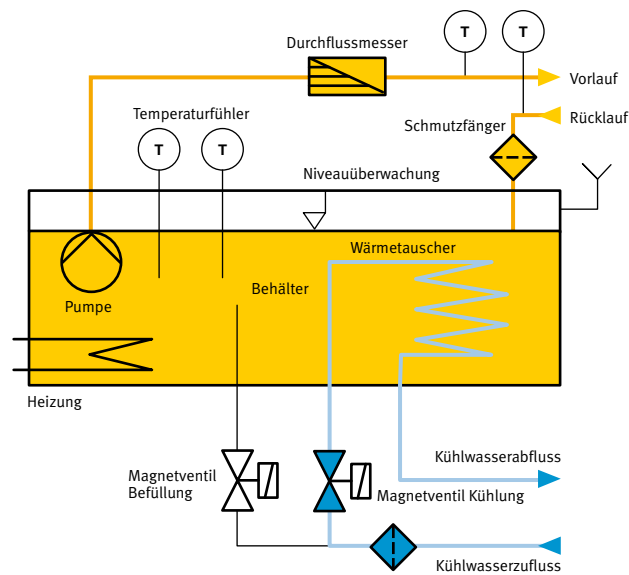 T
T
Durchflussmesser
Vorlauf
Temperaturfühler
Schmutzfänger
Rücklauf
T
T
Niveauüberwachung
Wärmetauscher
Behälter
Pumpe
Heizung
Magnetventil
Befüllung
Magnetventil Kühlung
Kühlwasserabfluss
Kühlwasserzufluss